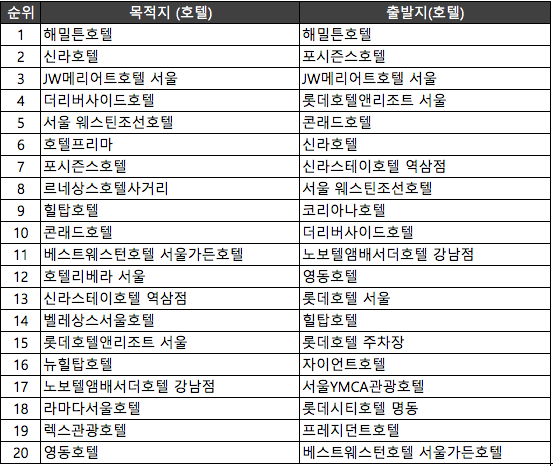 순위 목적지 (호텔) 출발지(호텔)
1 해밀튼호텔 해밀튼호텔
2 신라호텔 포시즌스호텔
3 JW메리어트호텔 서울 JW메리어트호텔 서울
4 더리버사이드호텔 롯데호텔앤리조트 서울
5 서울 웨스틴조선호텔 콘래드호텔
6 호텔프리마 신라호텔
7 포시즌스호텔 신라스테이호텔 역삼점
8 르네상스호텔사거리 서울 웨스틴조선호텔
9 힐탑호텔 코리아나호텔
10 콘래드호텔 더리버사이드호텔
11 베스트웨스턴호텔 서울가든호텔 노보텔앰배서더호텔 강남점
12 호텔리베라 서울 영동호텔
13 신라스테이호텔 역삼점 롯데호텔 서울
14 벨레상스서울호텔 힐탑호텔
15 롯데호텔앤리조트 서울 롯데호텔 주차장
16 뉴힐탑호텔 자이언트호텔
17 노보텔앰배서더호텔 강남점 서울YMCA관광호텔
18 라마다서울호텔 롯데시티호텔 명동
19 렉스관광호텔 프레지던트호텔
20 영동호텔 베스트웨스턴호텔 서울가든호텔